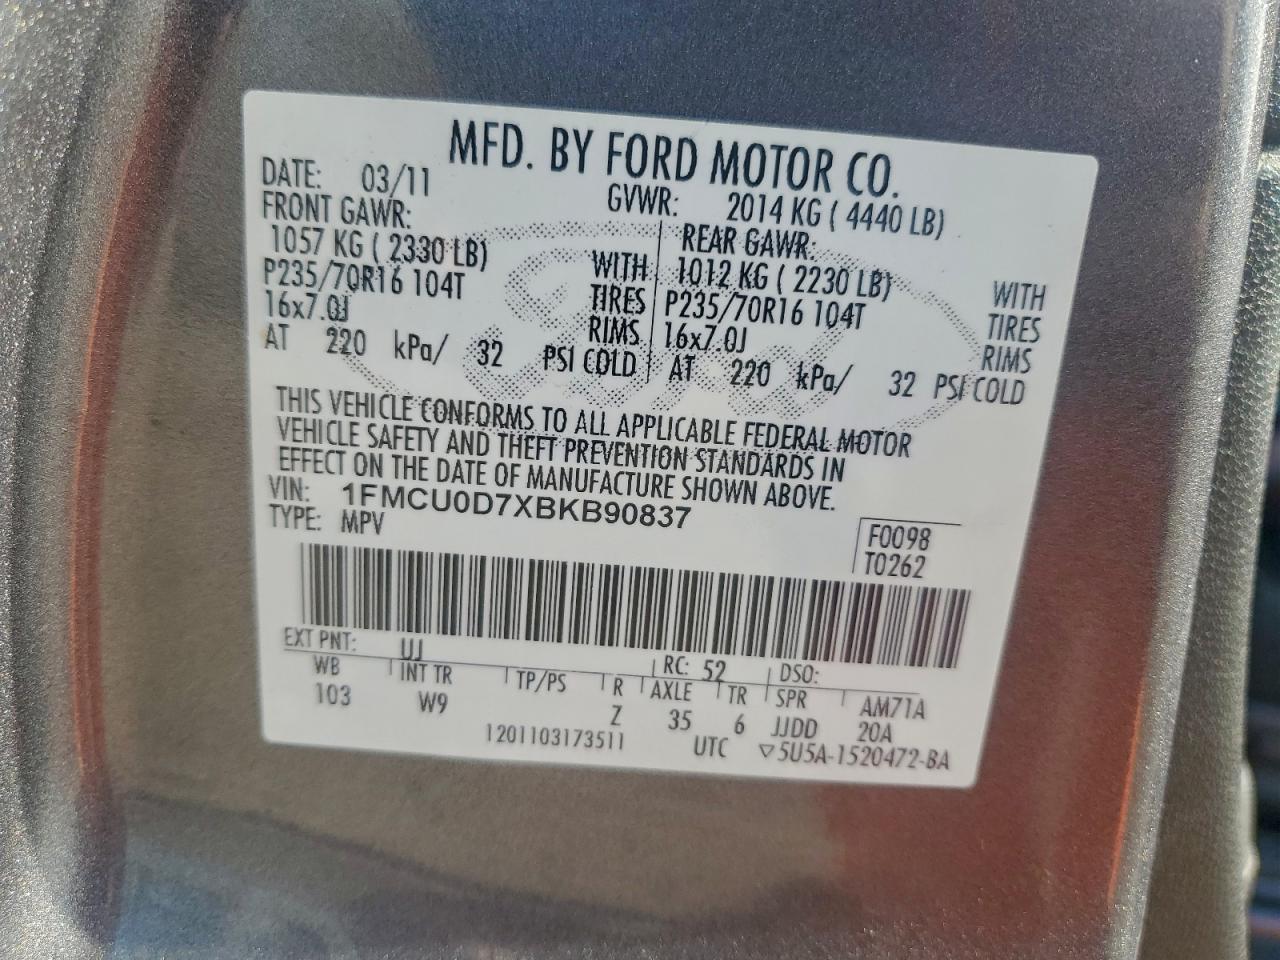 MFD. BY FORD MOTOR CO.
DATE: 03/11 GVWR: 2014 KG ( 4440 LB)
FRONT GAWR: REAR GAWR:
1057 KG ( 2330 LB) WITH 1012 KG ( 2230 LB) WITH
P235/70R16 104T TIRES P235/70R16 104T TIRES
16x7.0J RIMS 16x7.0J RIMS
AT 220 kPa/ 32 PSI COLD AT 220 kPa/ 32 PSI COLD
THIS VEHICLE CONFORMS TO ALL APPLICABLE FEDERAL MOTOR
VEHICLE SAFETY AND THEFT PREVENTION STANDARDS IN
EFFECT ON THE DATE OF MANUFACTURE SHOWN ABOVE.
VIN: 1FMCU0D7XBKB90837
TYPE: MPV F0098
T0262
EXT PNT: UJ RC: 52 DSO:
WB INT TR TP/PS R AXLE TR SPR AM71A
103 W9 Z 35 6 JJDD 20A
1201103173511 UTC ▽5U5A-1520472-BA